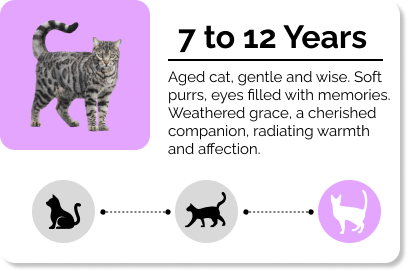 7 to 12 Years
Aged cat, gentle and wise. Soft
purrs, eyes filled with memories.
Weathered grace, a cherished
companion, radiating warmth
and affection.